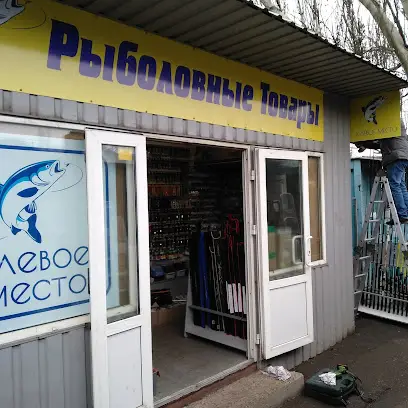 Рыболовные Товары
левое
место